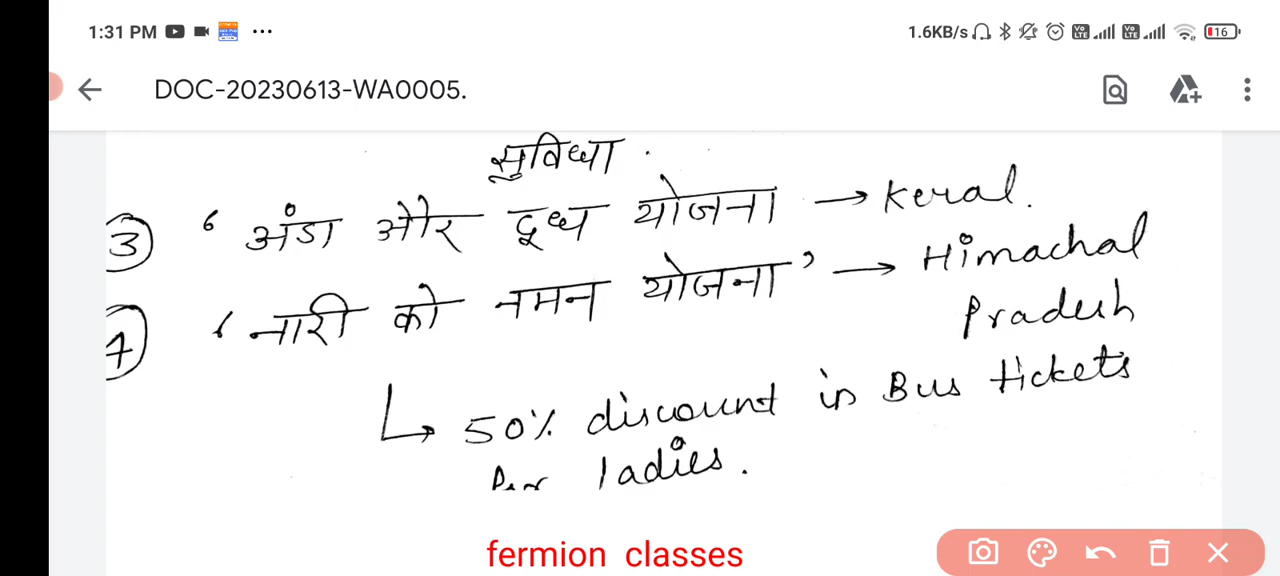 1:31 PM ... 1.6KB/s 16
DOC-20230613-WA0005.
सुविधा .
③ ‘ अंडा और दूध योजना → Keral.
④ ‘ नारी को नमन योजना ’ → Himachal
Pradesh
↳ 50% discount in Bus tickets
ladies.
fermion classes